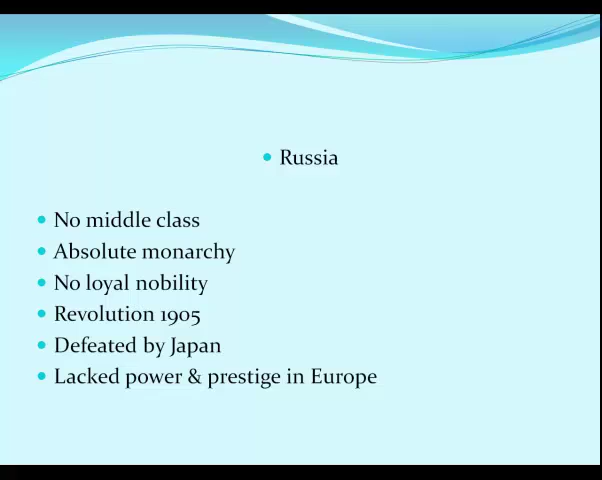 Russia
No middle class
Absolute monarchy
No loyal nobility
Revolution 1905
Defeated by Japan
Lacked power & prestige in Europe